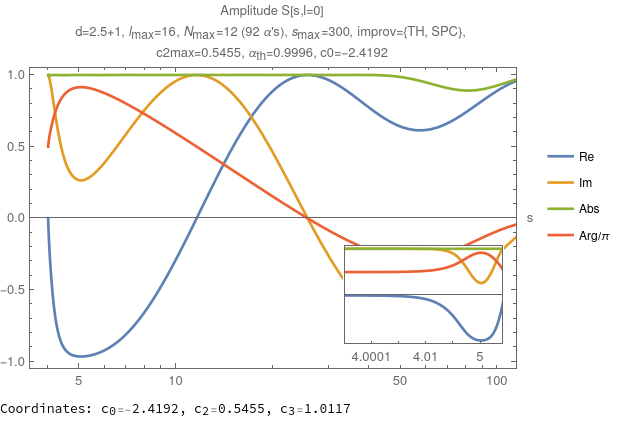 Amplitude S[s,l=0]
d=2.5+1, lmax=16, Nmax=12 (92 α's), smax=300, improv={TH, SPC},
c2max=0.5455, αth=0.9996, c0=-2.4192
1.0
0.5
0.0
-0.5
-1.0
s
Re
Im
Abs
Arg/π
4.0001 4.01 5
5 10 50 100
Coordinates: c0=-2.4192, c2=0.5455, c3=1.0117